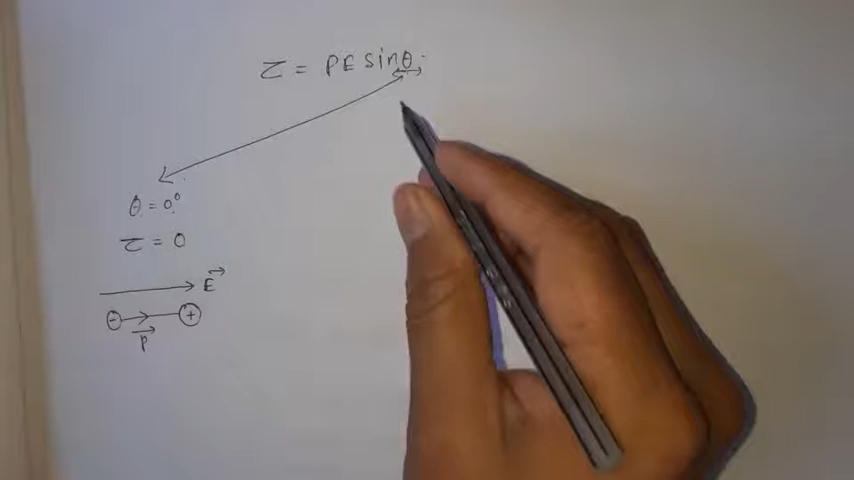 τ = PE sinθ
θ = 0°
τ = 0
E
- +
p